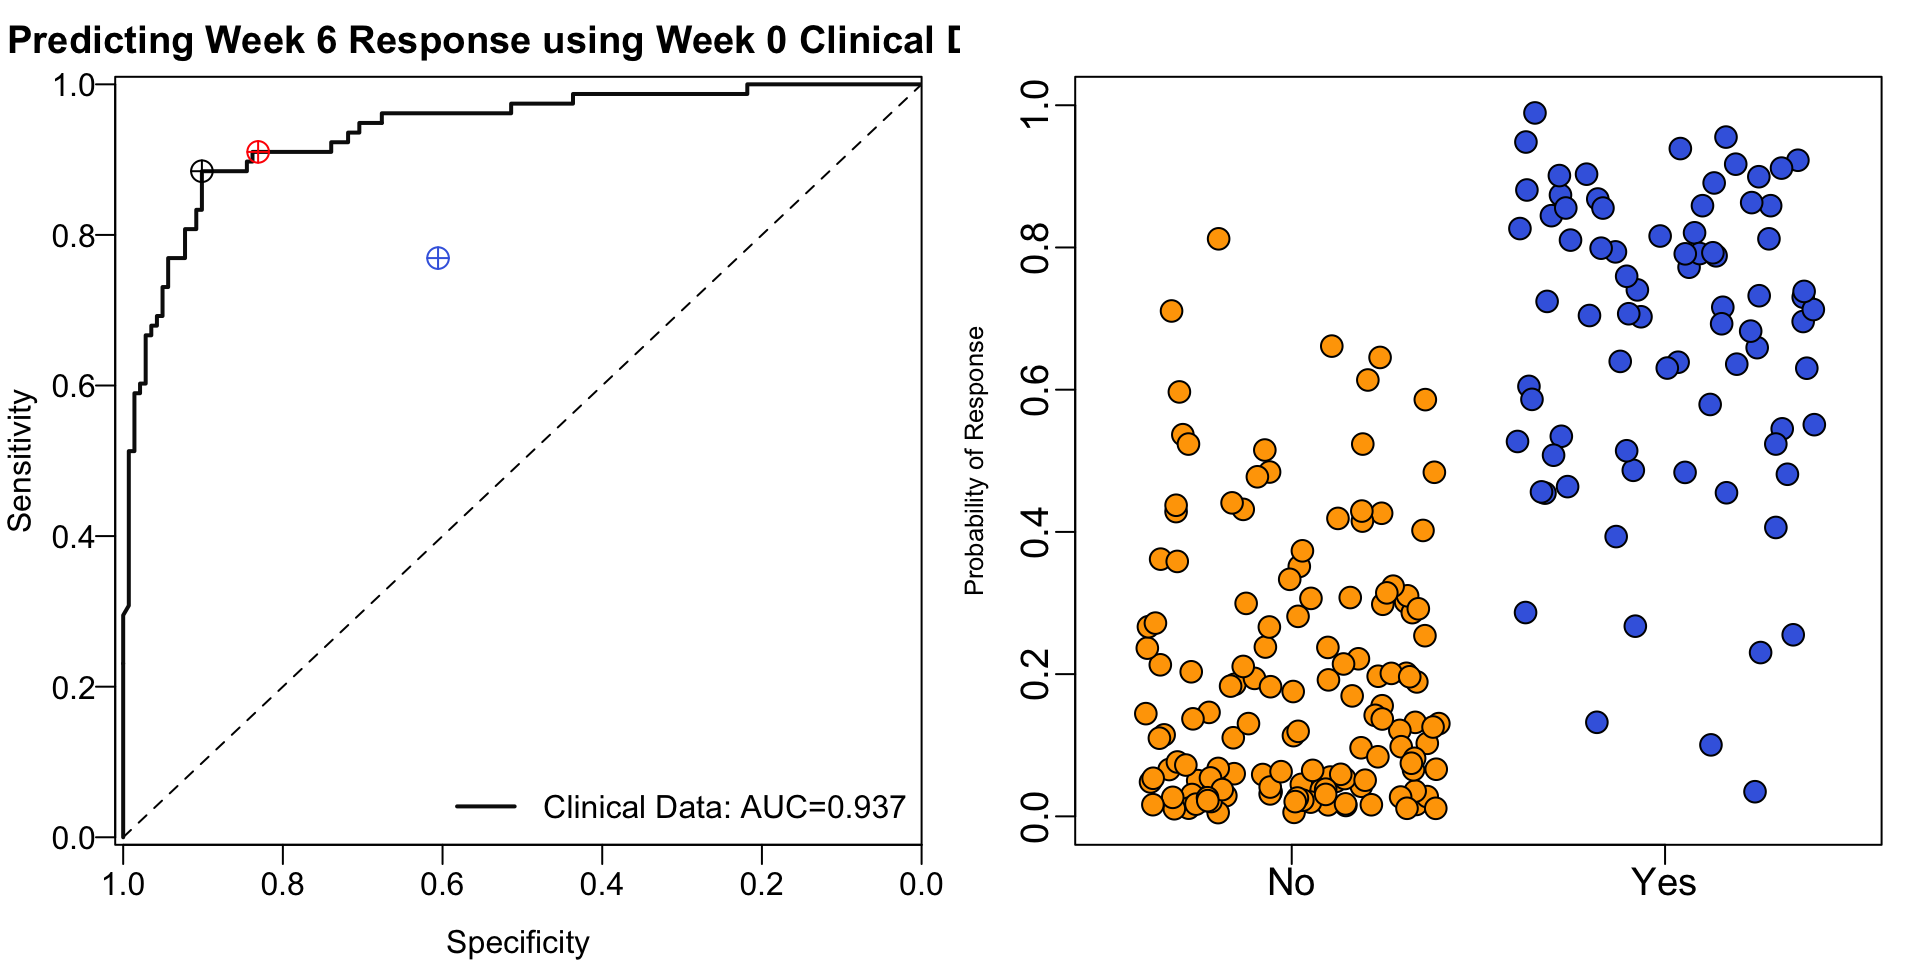 Predicting Week 6 Response using Week 0 Clinical
Sensitivity
1.0
0.8
0.6
0.4
0.2
0.0
Clinical Data: AUC=0.937
1.0 0.8 0.6 0.4 0.2 0.0
Specificity
Probability of Response
1.0
0.8
0.6
0.4
0.2
0.0
No Yes